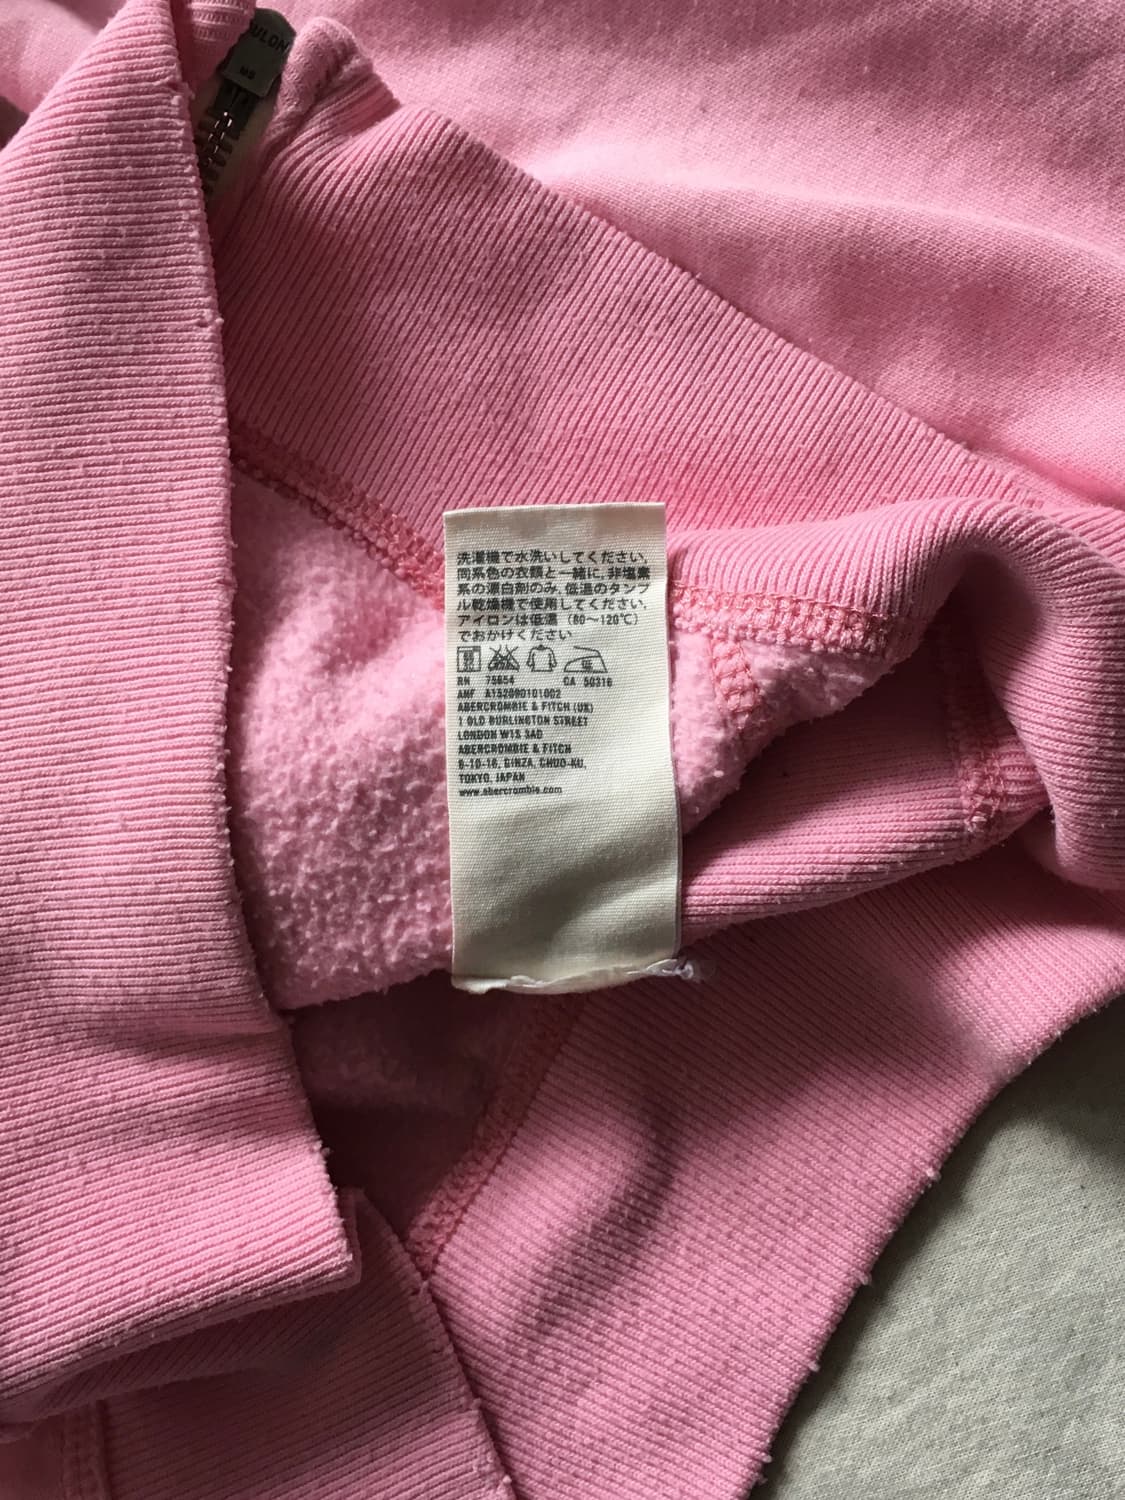 洗濯機で水洗いしてください,
同系色の衣類と一緒に, 非塩素
系の漂白剤のみ, 低温のタンブ
ル乾燥機で使用してください,
アイロンは低温 (80〜120℃)
でおかけください
RN 75654 CA 50316
ANF A152090101002
ABERCROMBIE & FITCH (UK)
1 OLD BURLINGTON STREET
LONDON W1S 3AD
ABERCROMBIE & FITCH
6-10-16, GINZA, CHUO-KU,
TOKYO, JAPAN
www.abercrombie.com